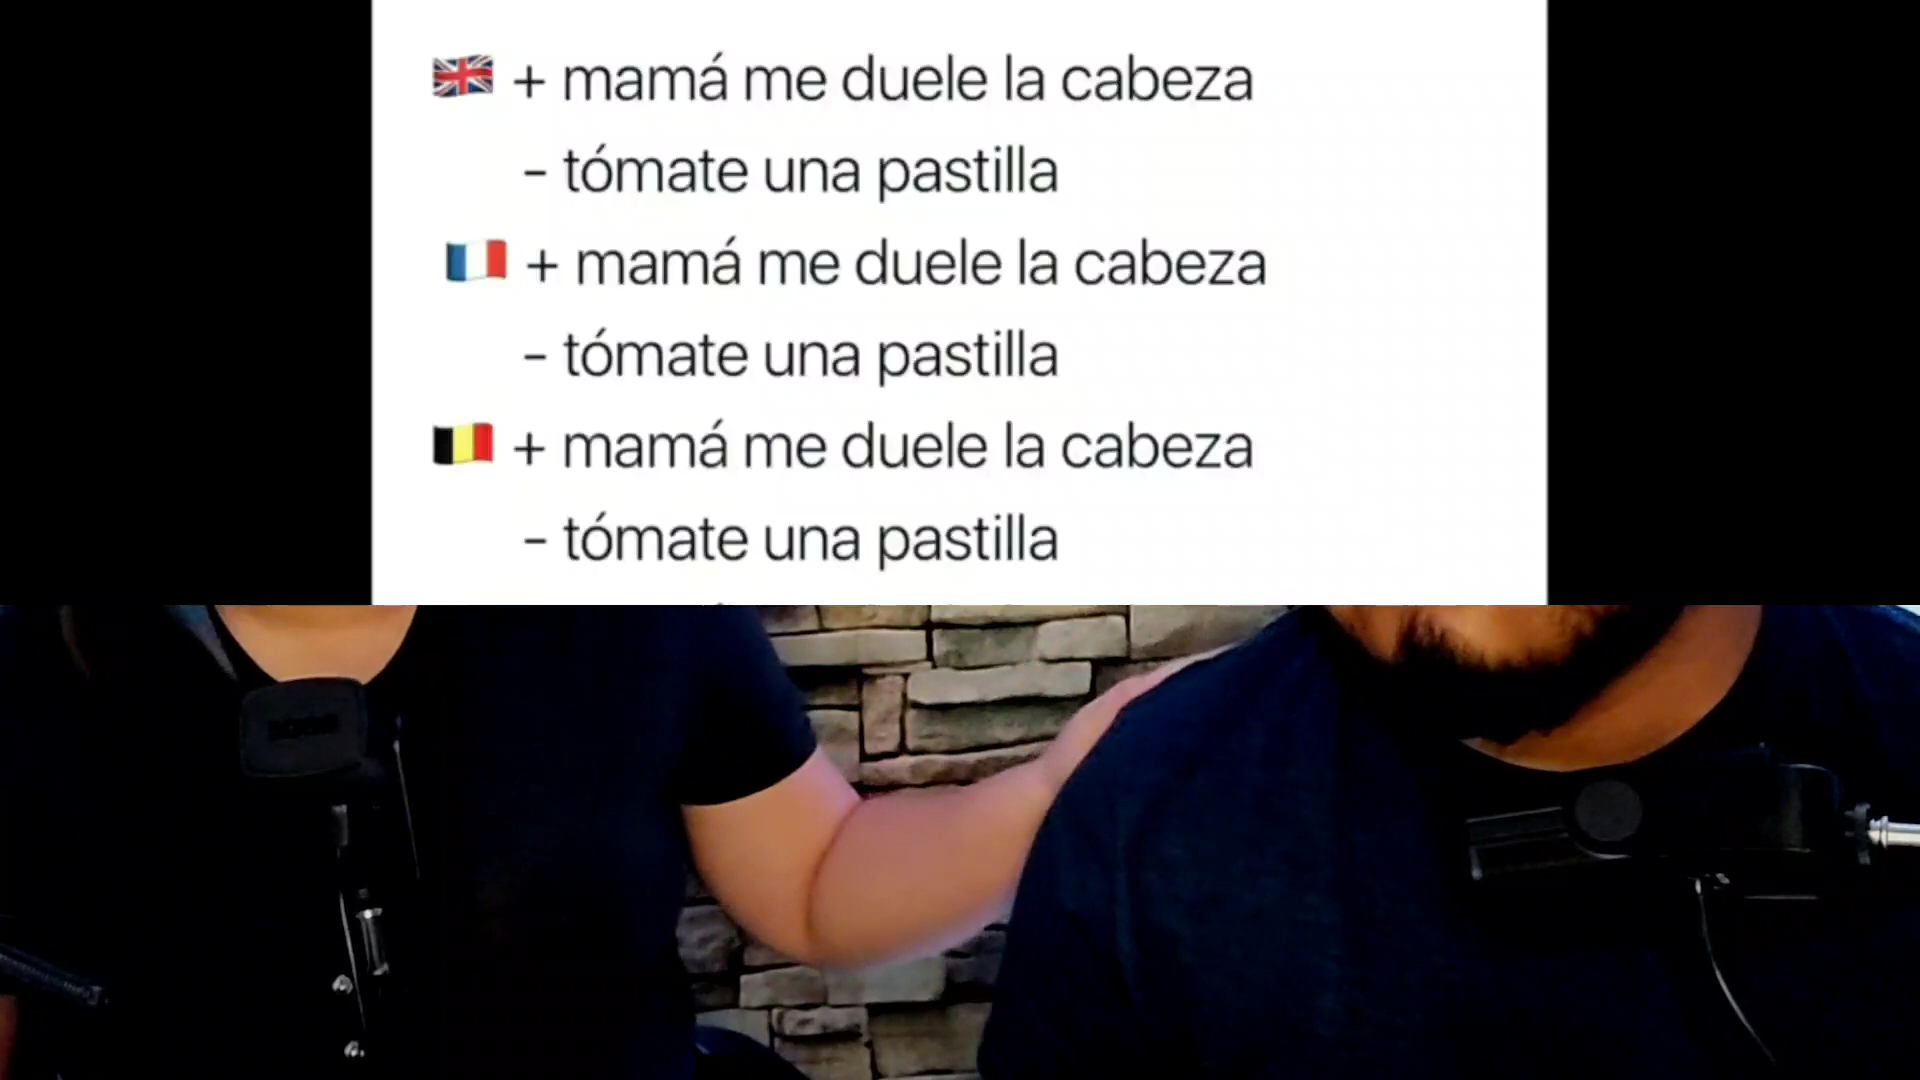 🇬🇧 + mamá me duele la cabeza
- tómate una pastilla
🇫🇷 + mamá me duele la cabeza
- tómate una pastilla
🇧🇪 + mamá me duele la cabeza
- tómate una pastilla